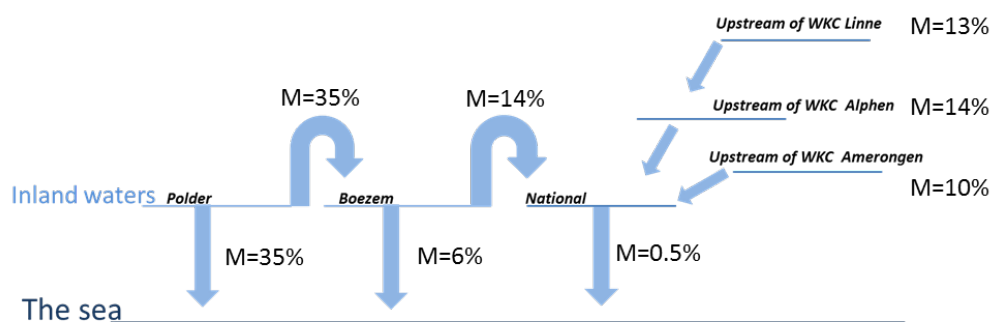 Upstream of WKC Linne
M=13%
M=35%
M=14%
Upstream of WKC Alphen
M=14%
Upstream of WKC Amerongen
M=10%
Inland waters
Polder
Boezem
National
M=35%
M=6%
M=0.5%
The sea